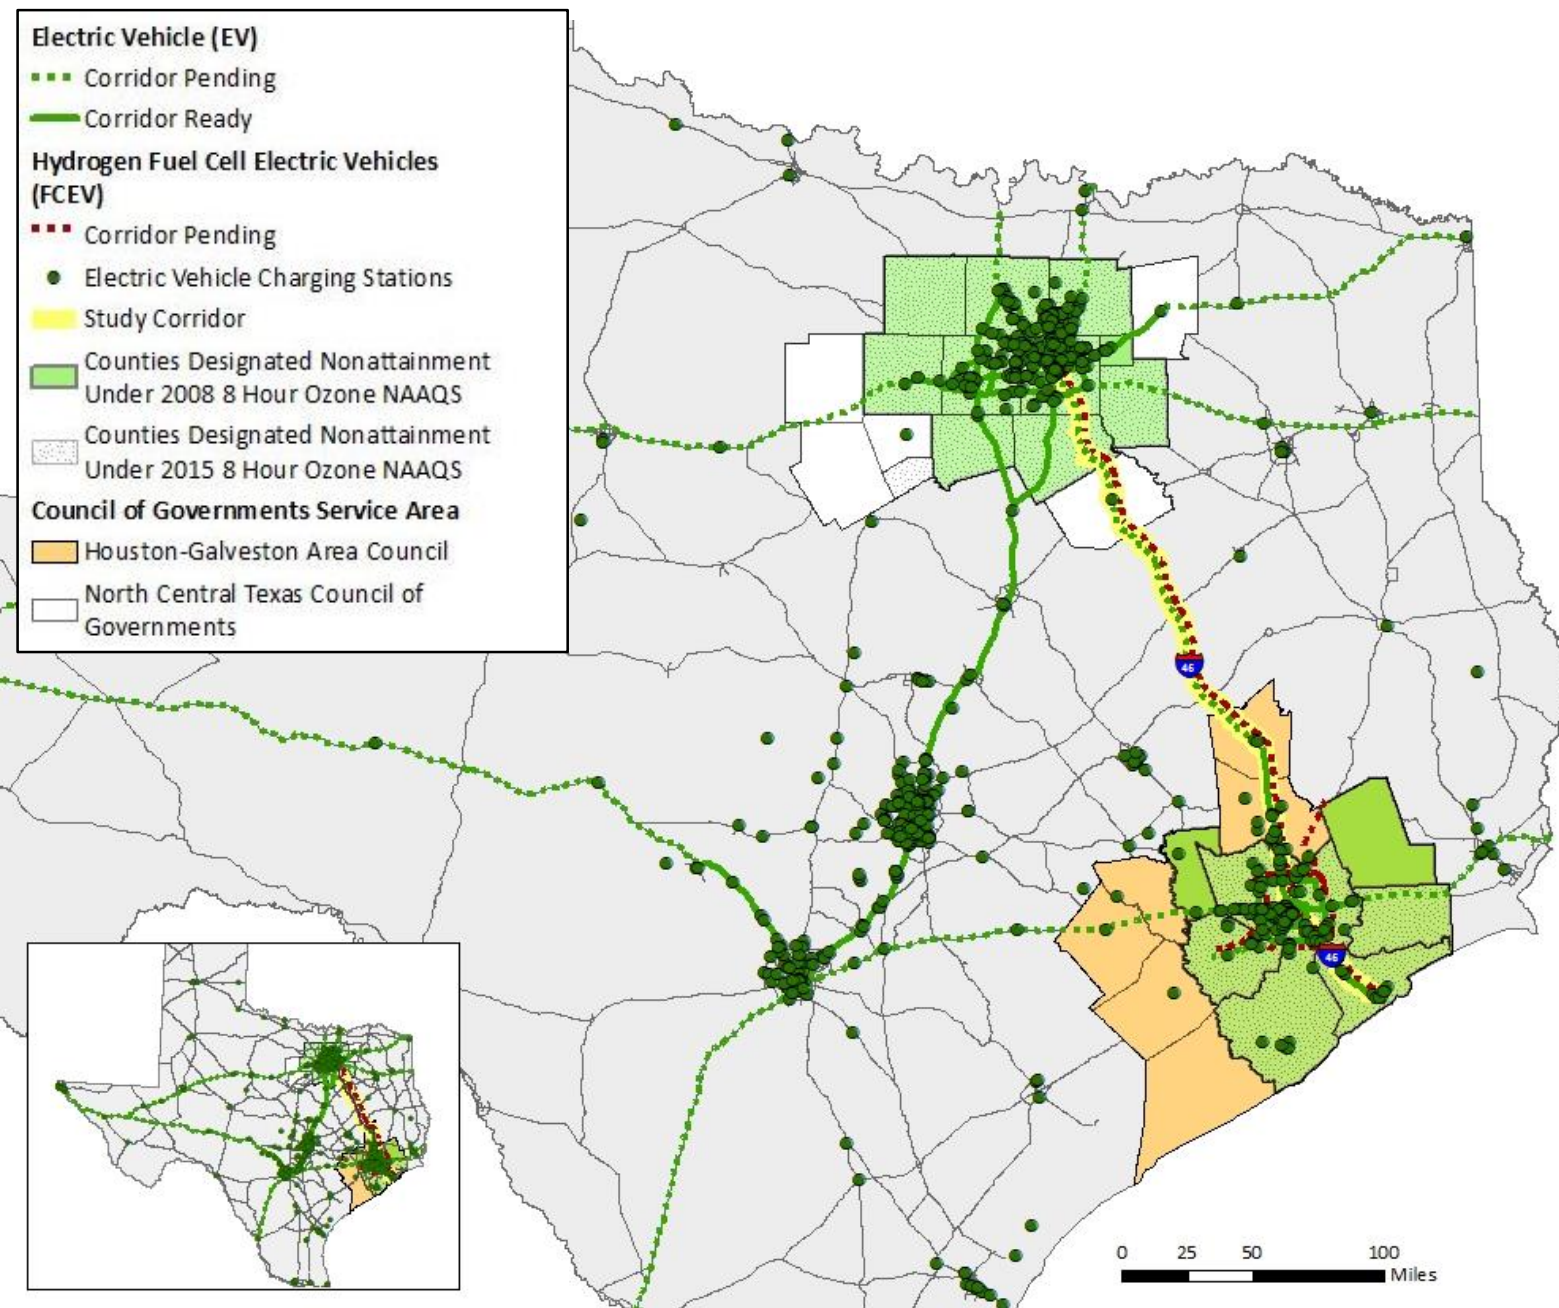 Electric Vehicle (EV)
Corridor Pending
Corridor Ready
Hydrogen Fuel Cell Electric Vehicles
(FCEV)
Corridor Pending
Electric Vehicle Charging Stations
Study Corridor
Counties Designated Nonattainment
Under 2008 8 Hour Ozone NAAQS
Counties Designated Nonattainment
Under 2015 8 Hour Ozone NAAQS
Council of Governments Service Area
Houston-Galveston Area Council
North Central Texas Council of
Governments
46
46
0 25 50 100
Miles